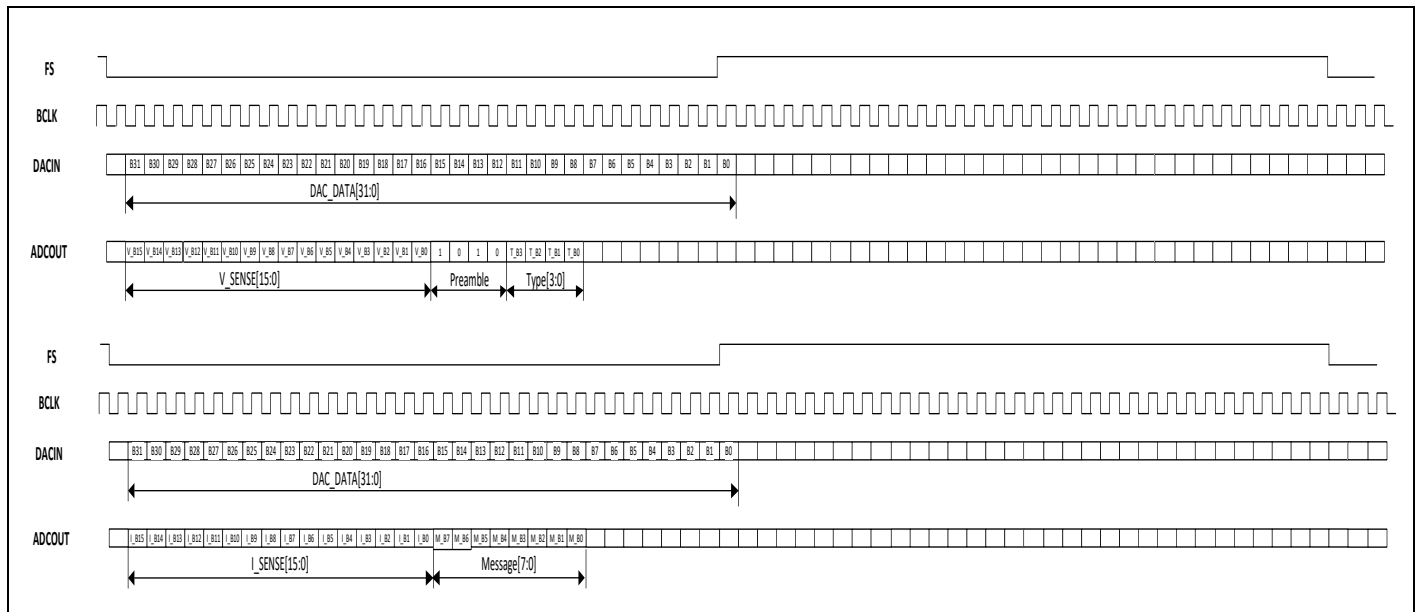 FS
BCLK
DACIN B31 B30 B29 B28 B27 B26 B25 B24 B23 B22 B21 B20 B19 B18 B17 B16 B15 B14 B13 B12 B11 B10 B9 B8 B7 B6 B5 B4 B3 B2 B1 B0
DAC_DATA[31:0]
ADCOUT V_B15 V_B14 V_B13 V_B12 V_B11 V_B10 V_B9 V_B8 V_B7 V_B6 V_B5 V_B4 V_B3 V_B2 V_B1 V_B0 1 0 1 0 T_B3 T_B2 T_B1 T_B0
V_SENSE[15:0] Preamble Type[3:0]
FS
BCLK
DACIN B31 B30 B29 B28 B27 B26 B25 B24 B23 B22 B21 B20 B19 B18 B17 B16 B15 B14 B13 B12 B11 B10 B9 B8 B7 B6 B5 B4 B3 B2 B1 B0
DAC_DATA[31:0]
ADCOUT I_B15 I_B14 I_B13 I_B12 I_B11 I_B10 I_B9 I_B8 I_B7 I_B6 I_B5 I_B4 I_B3 I_B2 I_B1 I_B0 M_B7 M_B6 M_B5 M_B4 M_B3 M_B2 M_B1 M_B0
I_SENSE[15:0] Message[7:0]